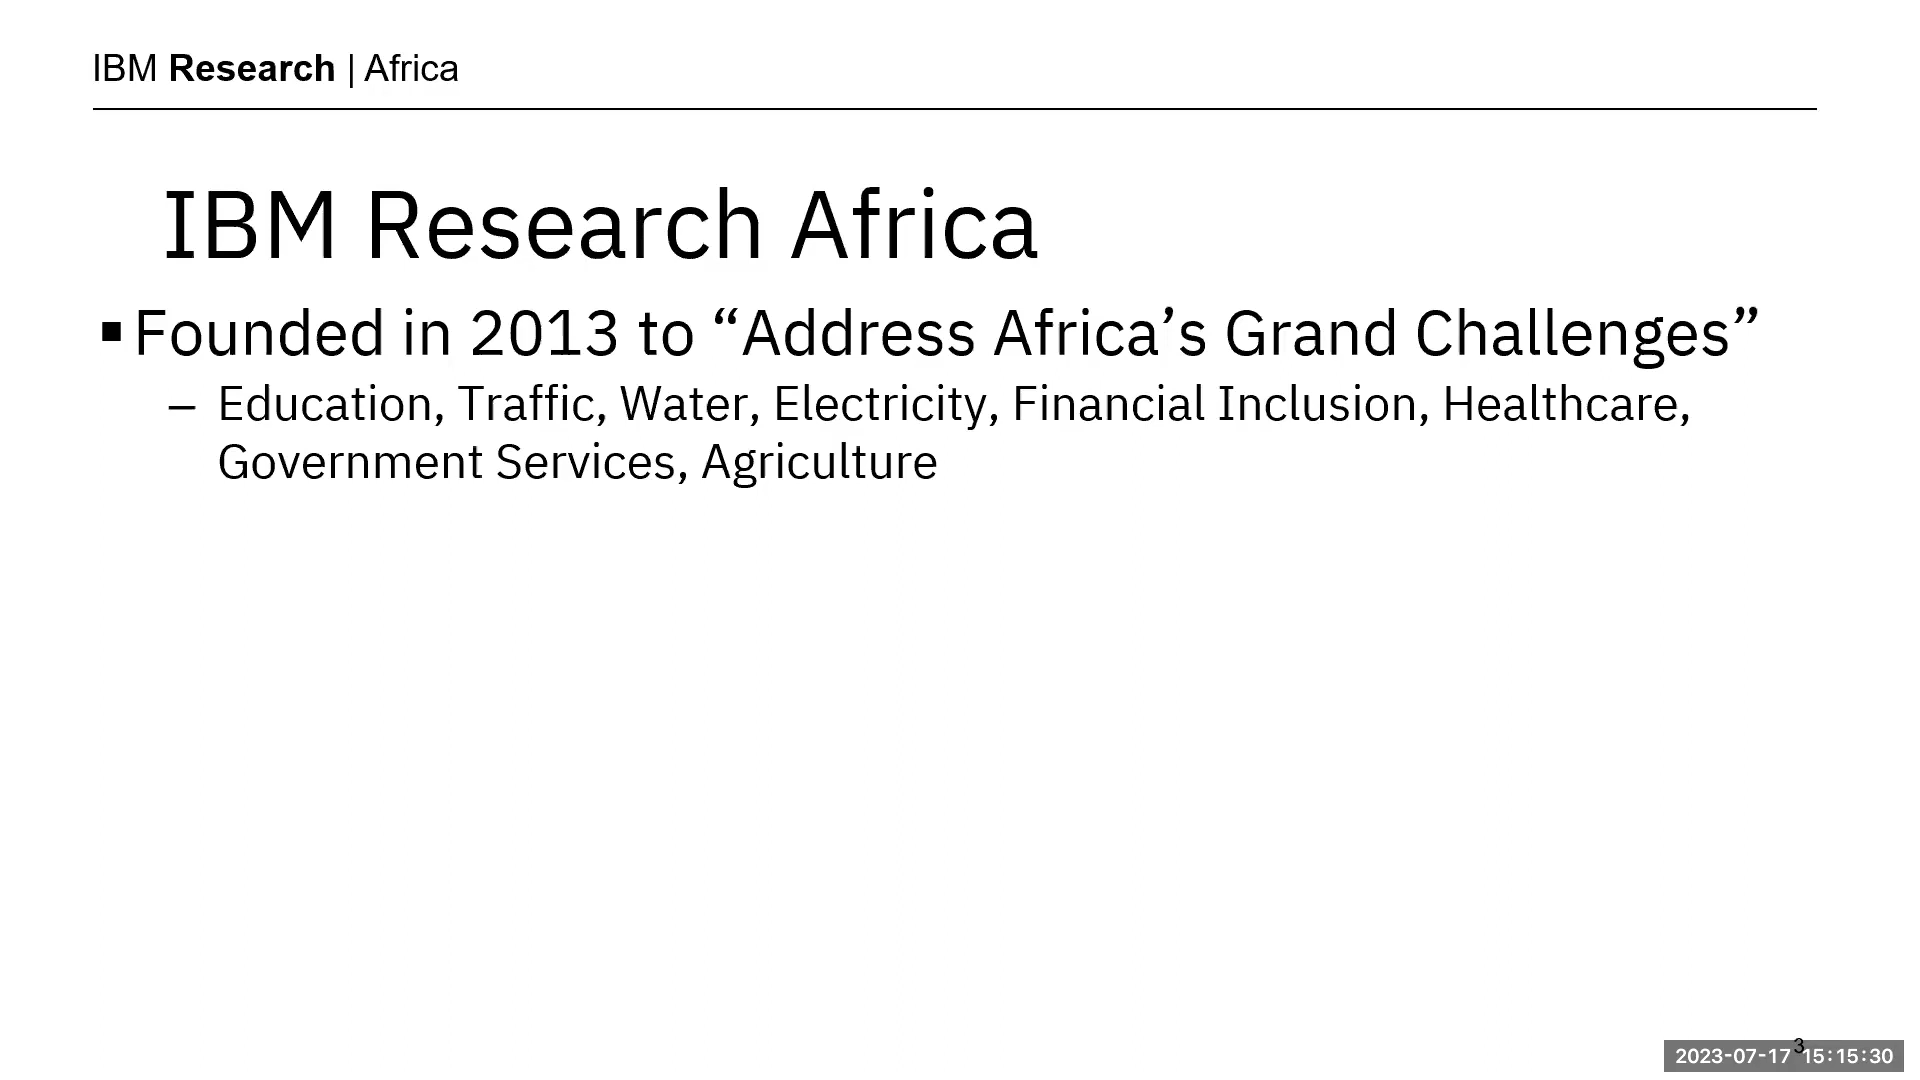 IBM Research | Africa
IBM Research Africa
▪ Founded in 2013 to “Address Africa’s Grand Challenges”
– Education, Traffic, Water, Electricity, Financial Inclusion, Healthcare,
Government Services, Agriculture
3
2023-07-17 15:15:30